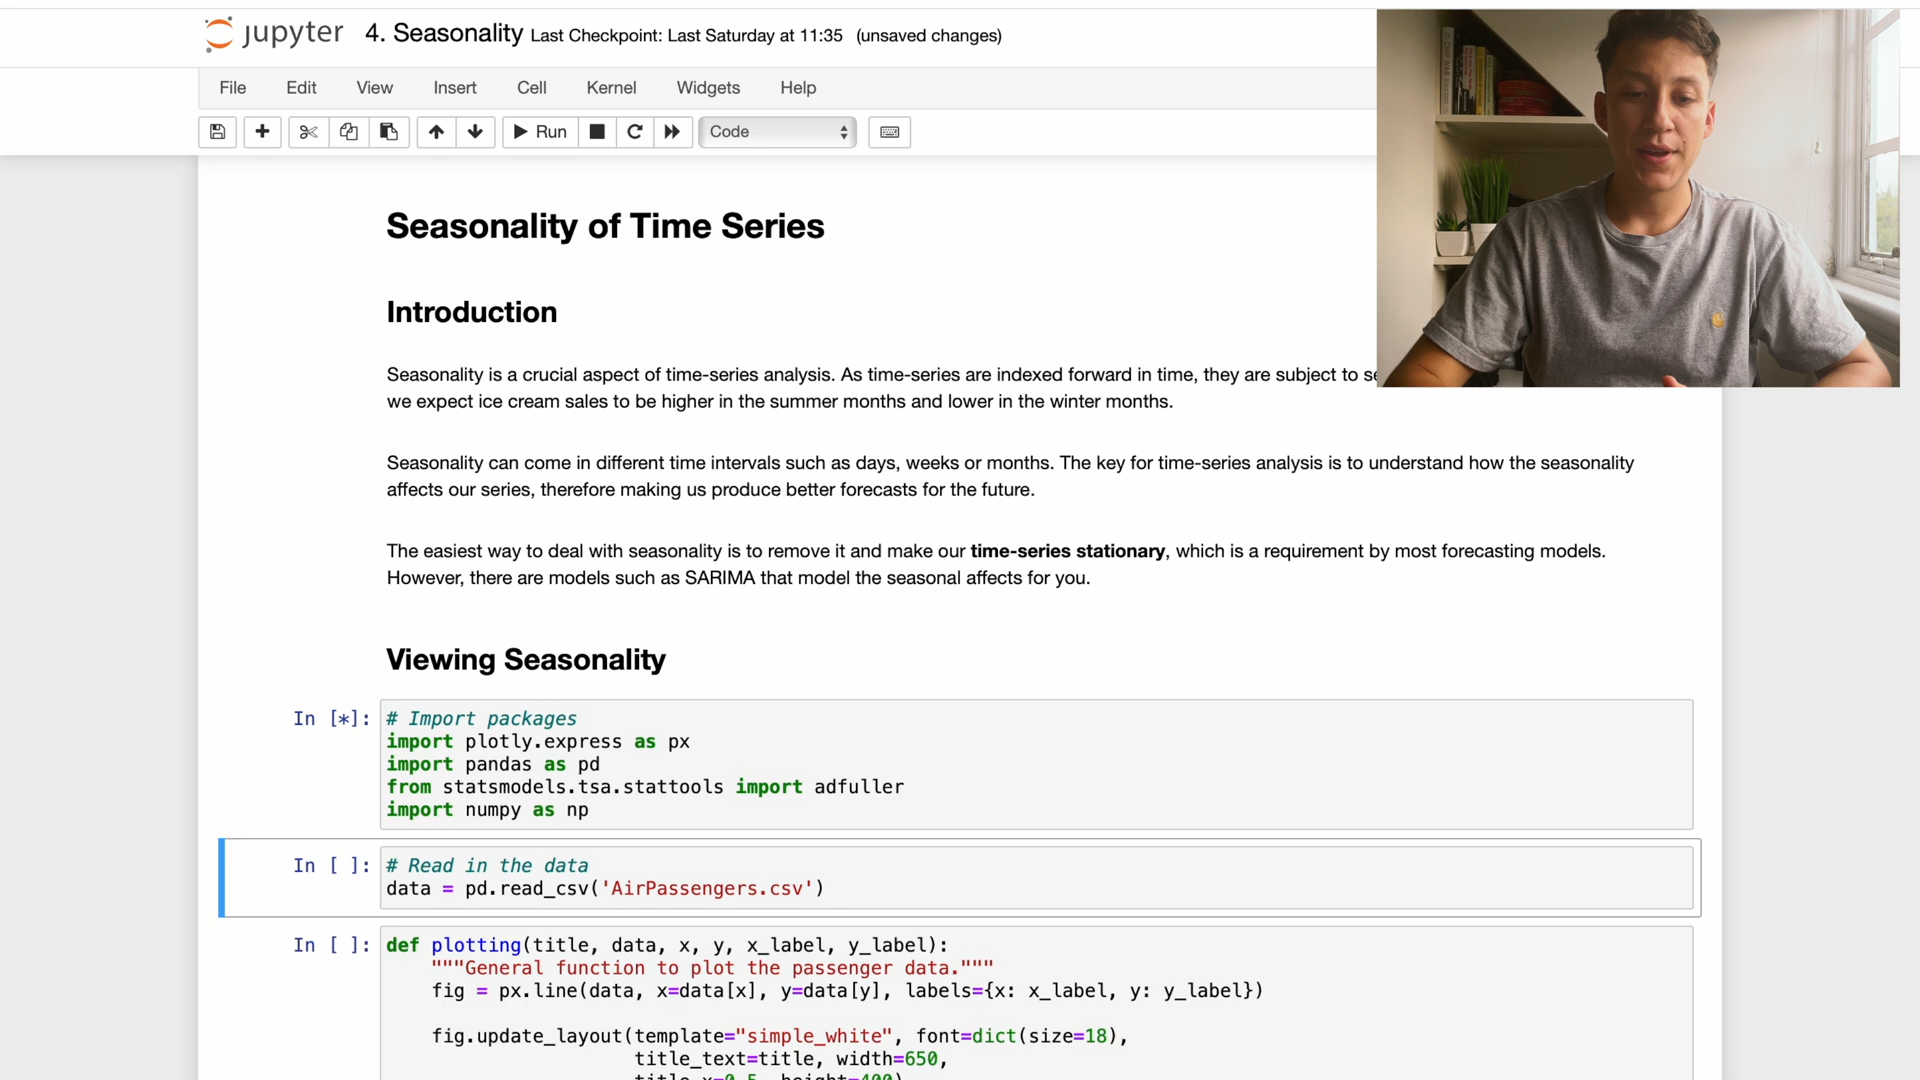 jupyter 4. Seasonality Last Checkpoint: Last Saturday at 11:35 (unsaved changes)
File Edit View Insert Cell Kernel Widgets Help
Run Code
Seasonality of Time Series
Introduction
Seasonality is a crucial aspect of time-series analysis. As time-series are indexed forward in time, they are subject to
we expect ice cream sales to be higher in the summer months and lower in the winter months.
Seasonality can come in different time intervals such as days, weeks or months. The key for time-series analysis is to understand how the seasonality
affects our series, therefore making us produce better forecasts for the future.
The easiest way to deal with seasonality is to remove it and make our time-series stationary, which is a requirement by most forecasting models.
However, there are models such as SARIMA that model the seasonal affects for you.
Viewing Seasonality
In [*]: # Import packages
import plotly.express as px
import pandas as pd
from statsmodels.tsa.stattools import adfuller
import numpy as np
In [ ]: # Read in the data
data = pd.read_csv('AirPassengers.csv')
In [ ]: def plotting(title, data, x, y, x_label, y_label):
"""General function to plot the passenger data."""
fig = px.line(data, x=data[x], y=data[y], labels={x: x_label, y: y_label})
fig.update_layout(template="simple_white", font=dict(size=18),
title_text=title, width=650,
title_x=0.5, height=400)